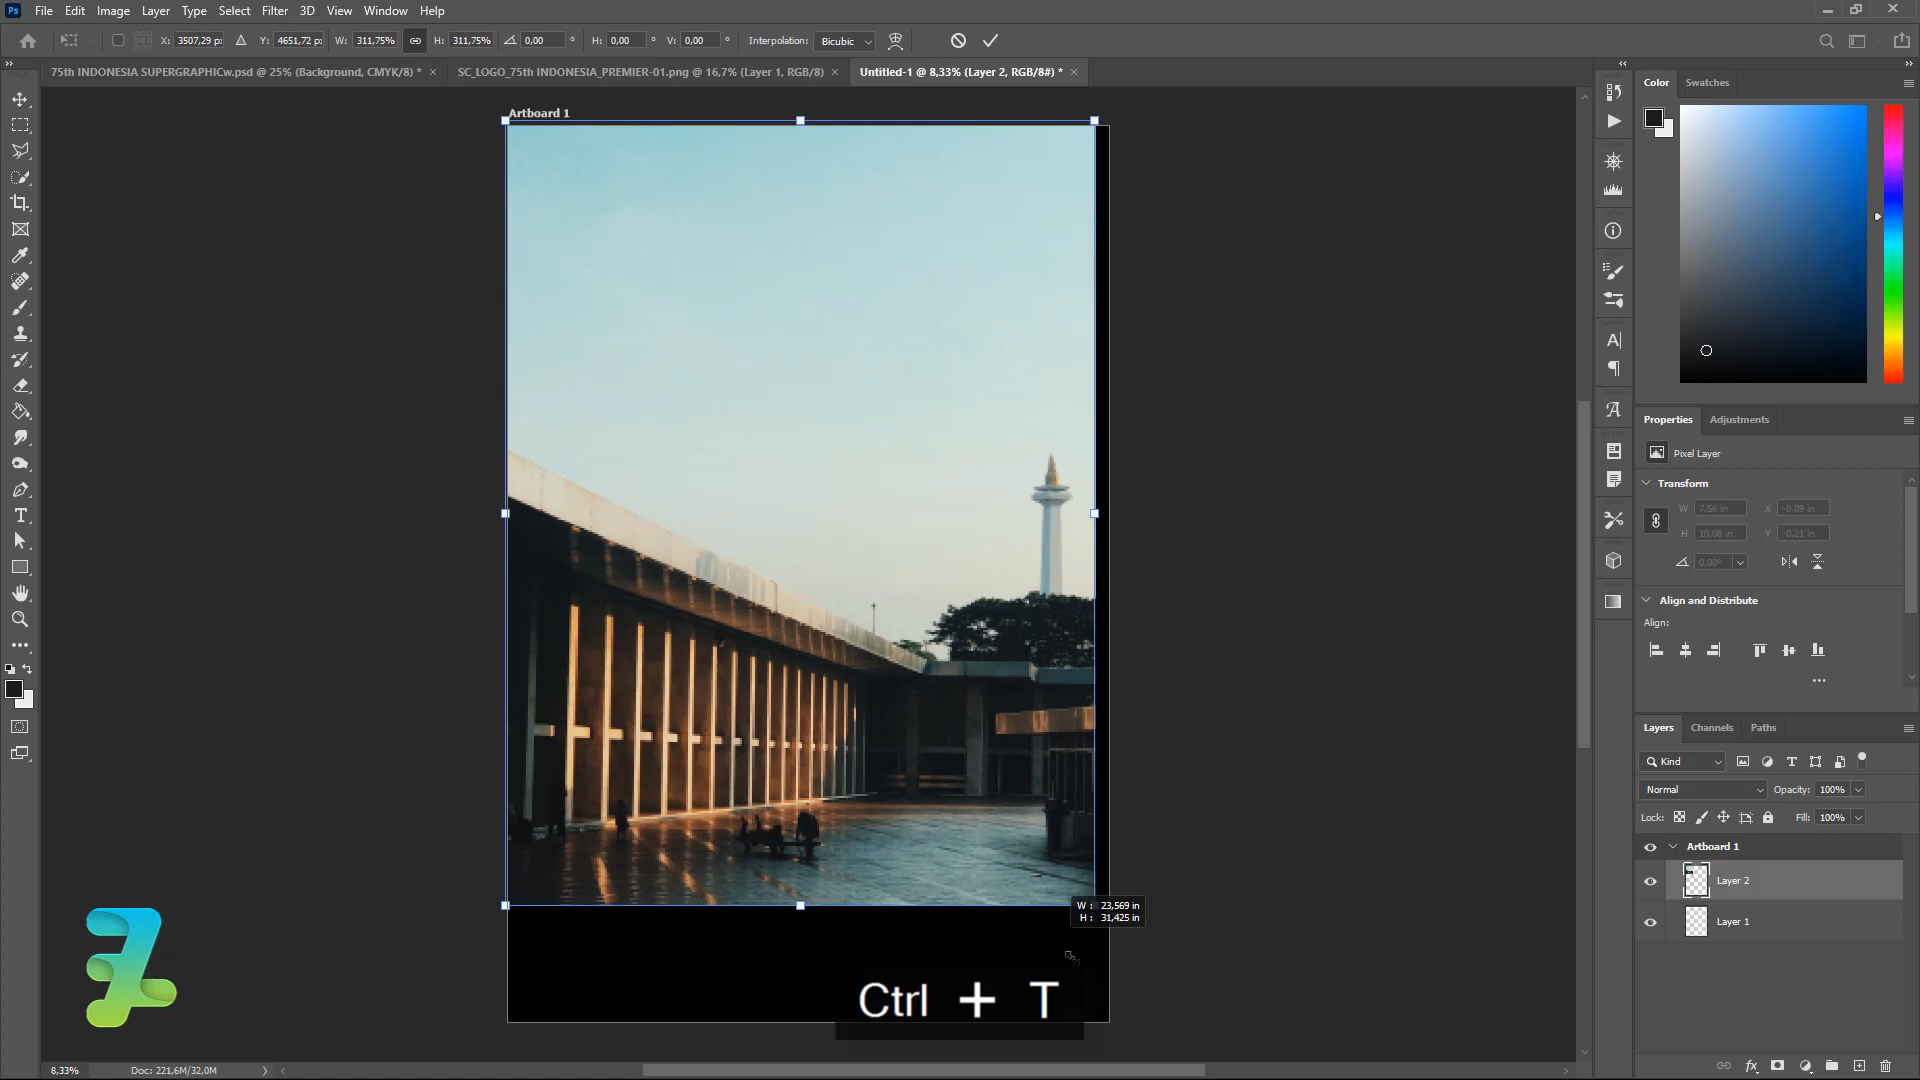 Ps File Edit Image Layer Type Select Filter 3D View Window Help
X: 3507,29 px Y: 4651,72 px W: 311,75% H: 311,75% 0,00 ° H: 0,00 ° V: 0,00 ° Interpolation: Bicubic
75th INDONESIA SUPERGRAPHICw.psd @ 25% (Background, CMYK/8) * × SC_LOGO_75th INDONESIA_PREMIER-01.png @ 16,7% (Layer 1, RGB/8) × Untitled-1 @ 8,33% (Layer 2, RGB/8#) * ×
Color Swatches
Artboard 1
Properties Adjustments
Pixel Layer
Transform
W 7,56 in X -0,09 in
H 10,08 in Y -0,21 in
0,00°
Align and Distribute
Align:
Layers Channels Paths
Kind
Normal Opacity: 100%
Lock: Fill: 100%
Artboard 1
Layer 2
Layer 1
W : 23,569 in
H : 31,425 in
Ctrl + T
8,33% Doc: 221,6M/32,0M